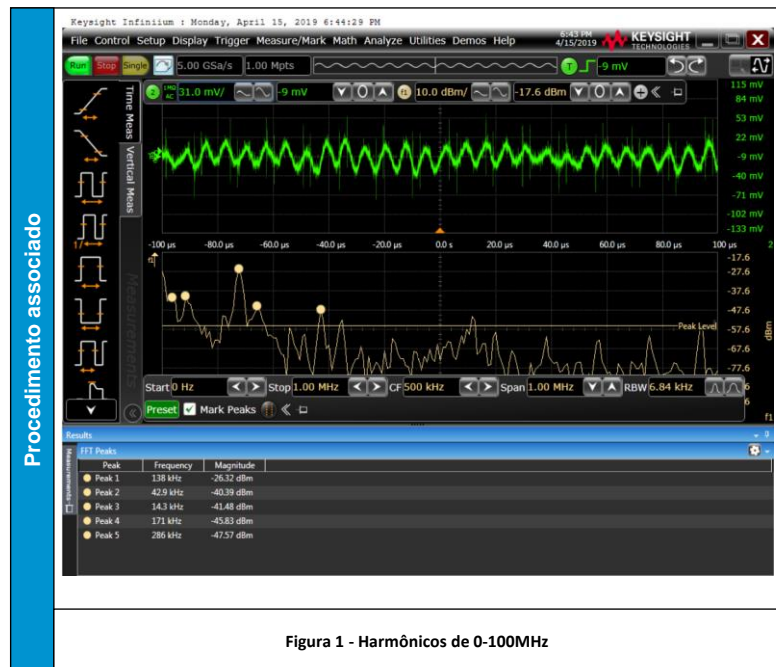 Keysight Infiniium : Monday, April 15, 2019 6:44:29 PM
File Control Setup Display Trigger Measure/Mark Math Analyze Utilities Demos Help
6:43 PM
4/15/2019
KEYSIGHT
TECHNOLOGIES
Run Stop Single 5.00 GSa/s 1.00 Mpts T -9 mV
2 1MΩ AC 31.0 mV/ -9 mV 0 f1 10.0 dBm/ -17.6 dBm 0
Time Meas
Vertical Meas
Measurements
115 mV
84 mV
53 mV
22 mV
-9 mV
-40 mV
-71 mV
-102 mV
-133 mV
1/
-100 µs -80.0 µs -60.0 µs -40.0 µs -20.0 µs 0.0 s 20.0 µs 40.0 µs 60.0 µs 80.0 µs 100 µs 2
-17.6
-27.6
-37.6
-47.6
-57.6
-67.6
-77.6
dBm
Peak Level
Start 0 Hz Stop 1.00 MHz CF 500 kHz Span 1.00 MHz RBW 6.84 kHz
Preset Mark Peaks
f1
Results
Measurements
FFT Peaks
Peak Frequency Magnitude
Peak 1 138 kHz -26.32 dBm
Peak 2 42.9 kHz -40.39 dBm
Peak 3 14.3 kHz -41.48 dBm
Peak 4 171 kHz -45.83 dBm
Peak 5 286 kHz -47.57 dBm
Procedimento associado
Figura 1 - Harmônicos de 0-100MHz